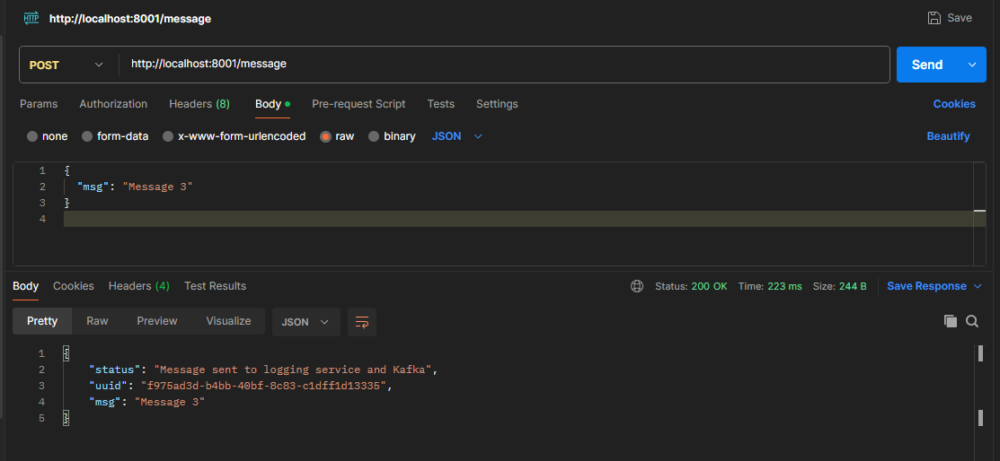 HTTP http://localhost:8001/message Save
POST http://localhost:8001/message Send
Params Authorization Headers (8) Body Pre-request Script Tests Settings Cookies
none form-data x-www-form-urlencoded raw binary JSON Beautify
1 {
2 "msg": "Message 3"
3 }
4
Body Cookies Headers (4) Test Results Status: 200 OK Time: 223 ms Size: 244 B Save Response
Pretty Raw Preview Visualize JSON
1 {
2 "status": "Message sent to logging service and Kafka",
3 "uuid": "f975ad3d-b4bb-40bf-8c83-c1dff1d13335",
4 "msg": "Message 3"
5 }